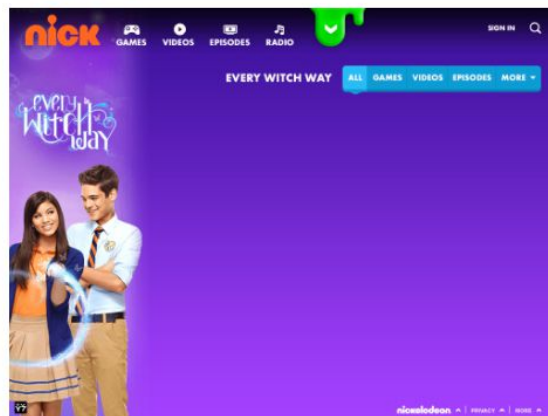 nick
GAMES VIDEOS EPISODES RADIO
SIGN IN
EVERY WITCH WAY
ALL GAMES VIDEOS EPISODES MORE
every
WITCH
WAY
nickelodeon PRIVACY MORE